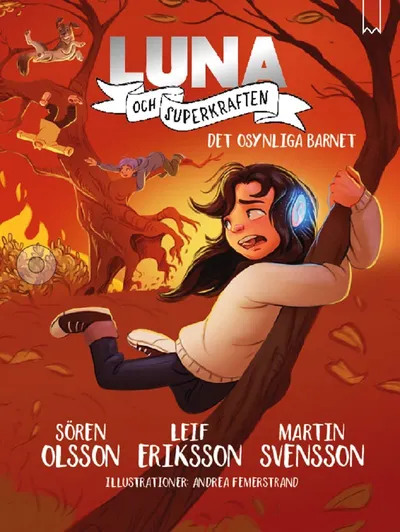 LUNA
OCH SUPERKRAFTEN
DET OSYNLIGA BARNET
SÖREN OLSSON
LEIF ERIKSSON
MARTIN SVENSSON
ILLUSTRATIONER: ANDREA FEMERSTRAND